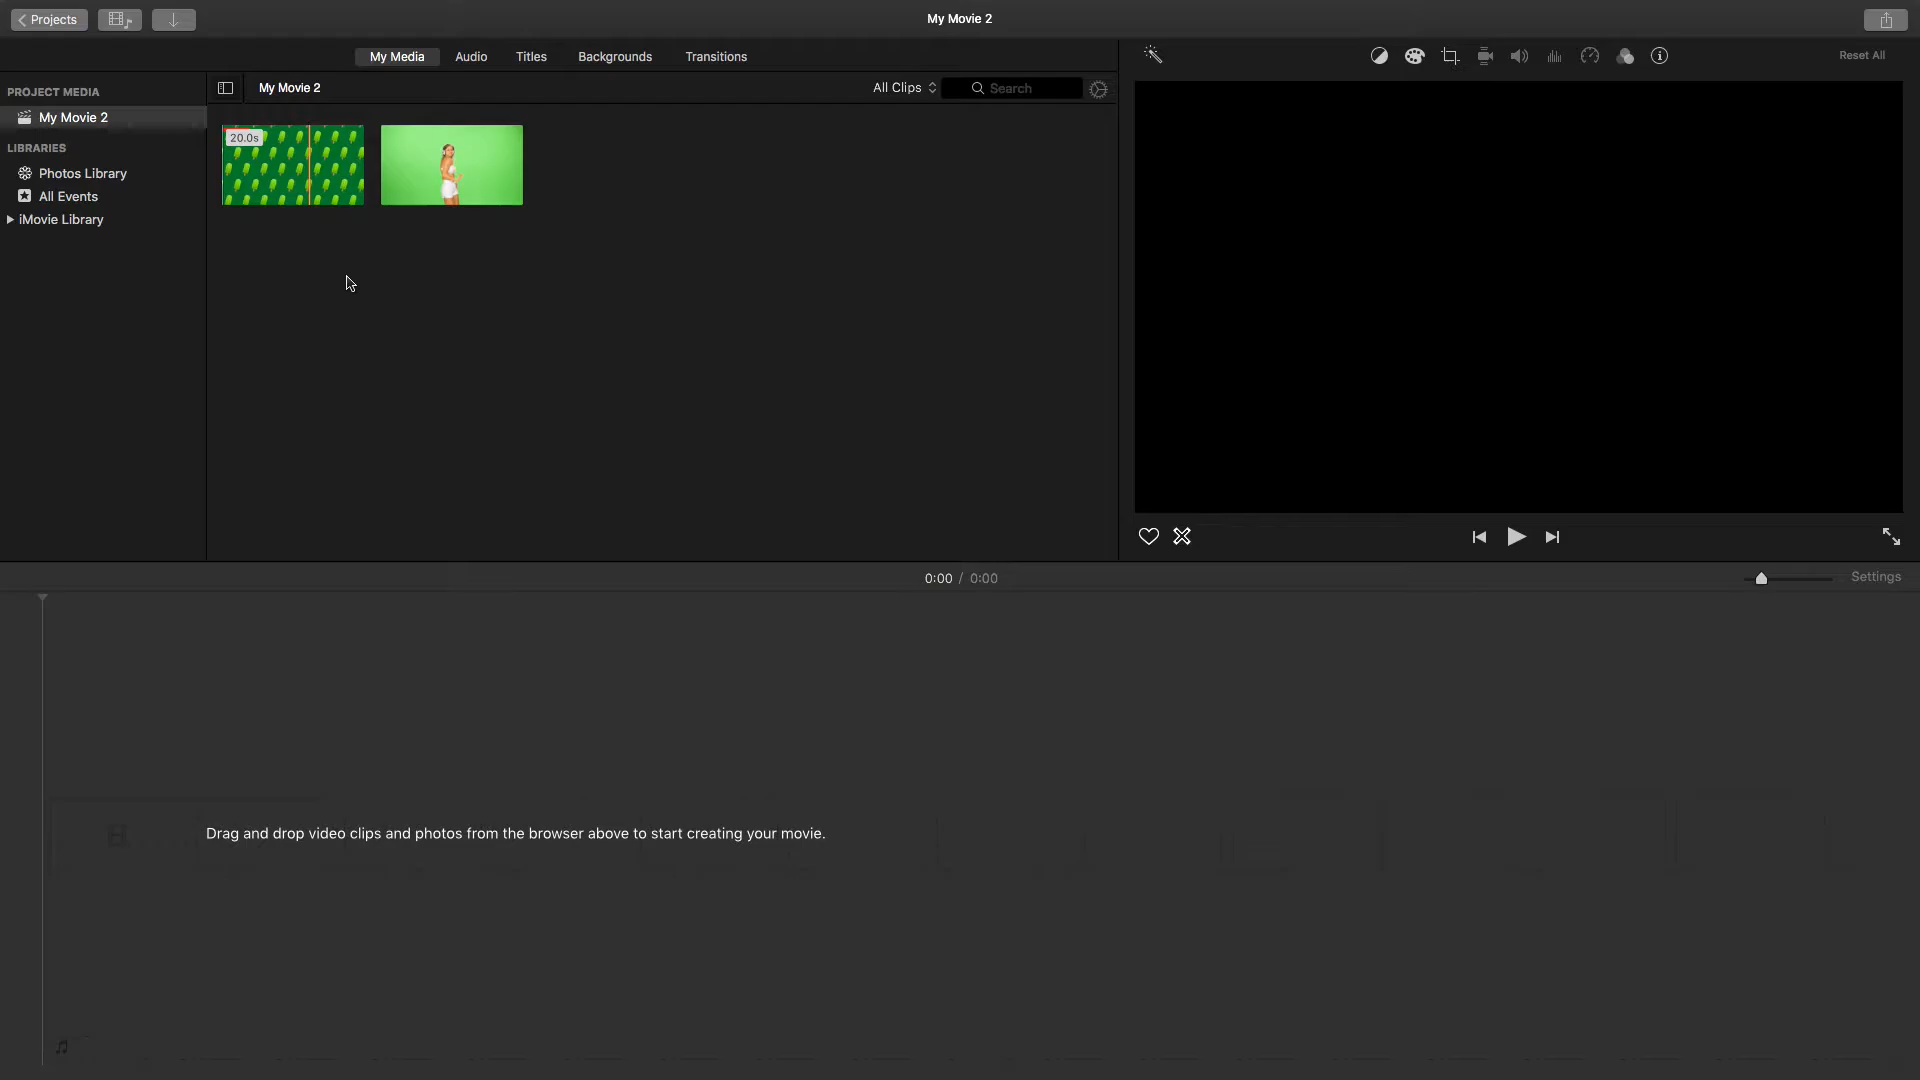 Projects
My Movie 2
My Media
Audio
Titles
Backgrounds
Transitions
Reset All
PROJECT MEDIA
My Movie 2
LIBRARIES
Photos Library
All Events
iMovie Library
My Movie 2
All Clips
Search
20.0s
0:00 / 0:00
Settings
Drag and drop video clips and photos from the browser above to start creating your movie.